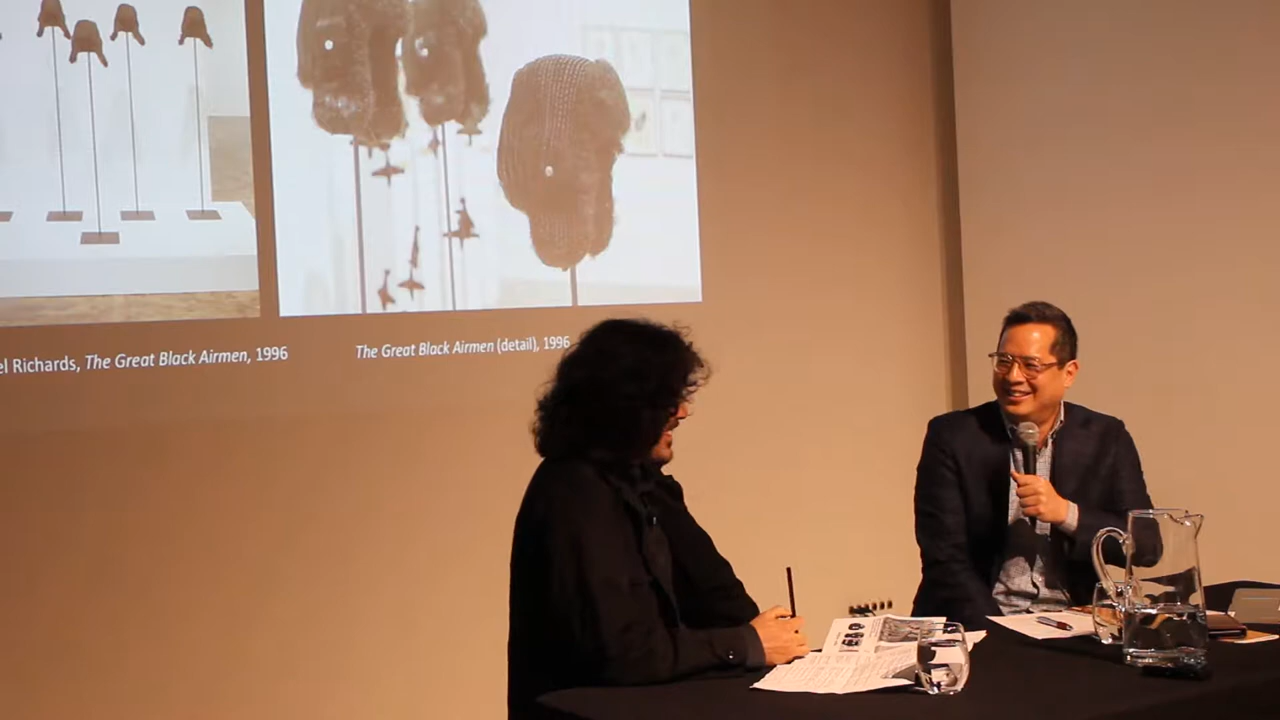 el Richards, The Great Black Airmen, 1996
The Great Black Airmen (detail), 1996